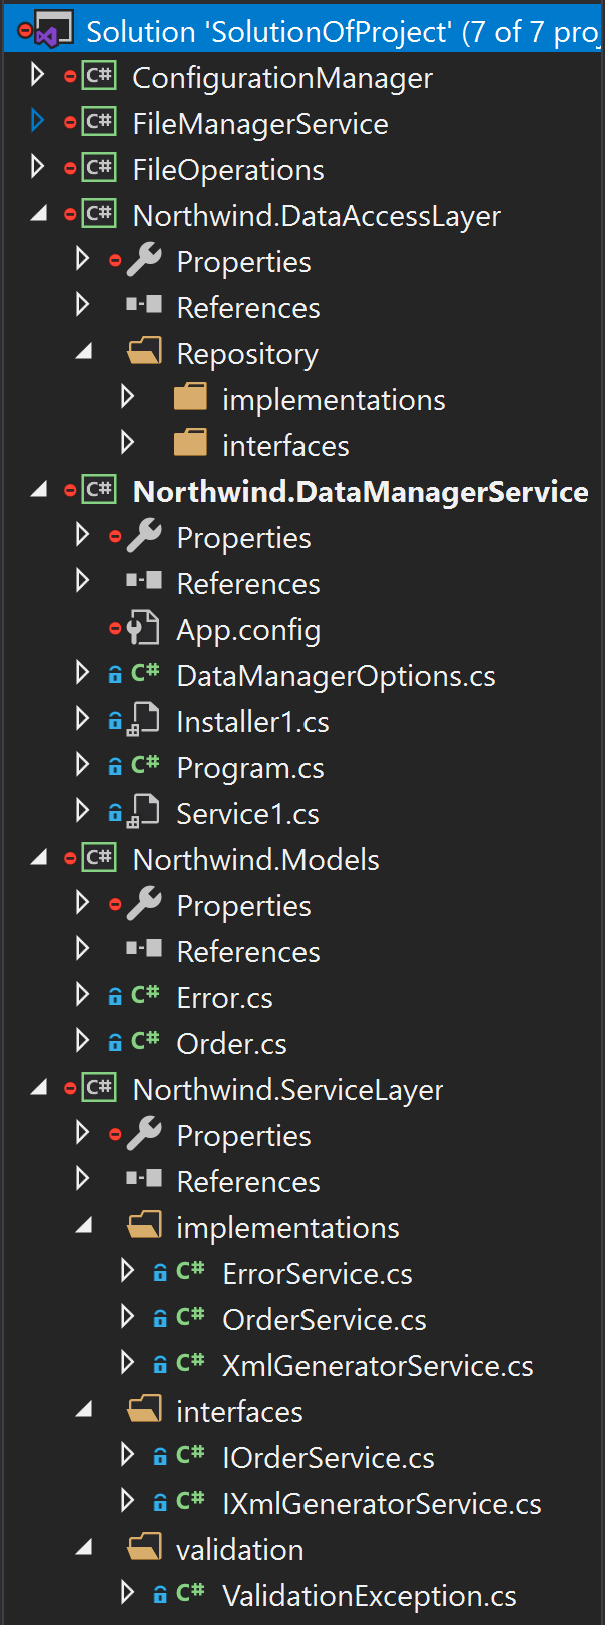 Solution 'SolutionOfProject' (7 of 7 proj
C# ConfigurationManager
C# FileManagerService
C# FileOperations
C# Northwind.DataAccessLayer
Properties
References
Repository
implementations
interfaces
C# Northwind.DataManagerService
Properties
References
App.config
C# DataManagerOptions.cs
Installer1.cs
C# Program.cs
Service1.cs
C# Northwind.Models
Properties
References
C# Error.cs
C# Order.cs
C# Northwind.ServiceLayer
Properties
References
implementations
C# ErrorService.cs
C# OrderService.cs
C# XmlGeneratorService.cs
interfaces
C# IOrderService.cs
C# IXmlGeneratorService.cs
validation
C# ValidationException.cs